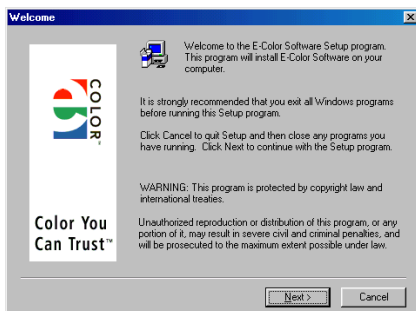 Welcome
Welcome to the E-Color Software Setup program.
This program will install E-Color Software on your
computer.
It is strongly recommended that you exit all Windows programs
before running this Setup program.
Click Cancel to quit Setup and then close any programs you
have running. Click Next to continue with the Setup program.
WARNING: This program is protected by copyright law and
international treaties.
Unauthorized reproduction or distribution of this program, or any
portion of it, may result in severe civil and criminal penalties, and
will be prosecuted to the maximum extent possible under law.
COLOR
Color You
Can Trust™
Next >
Cancel